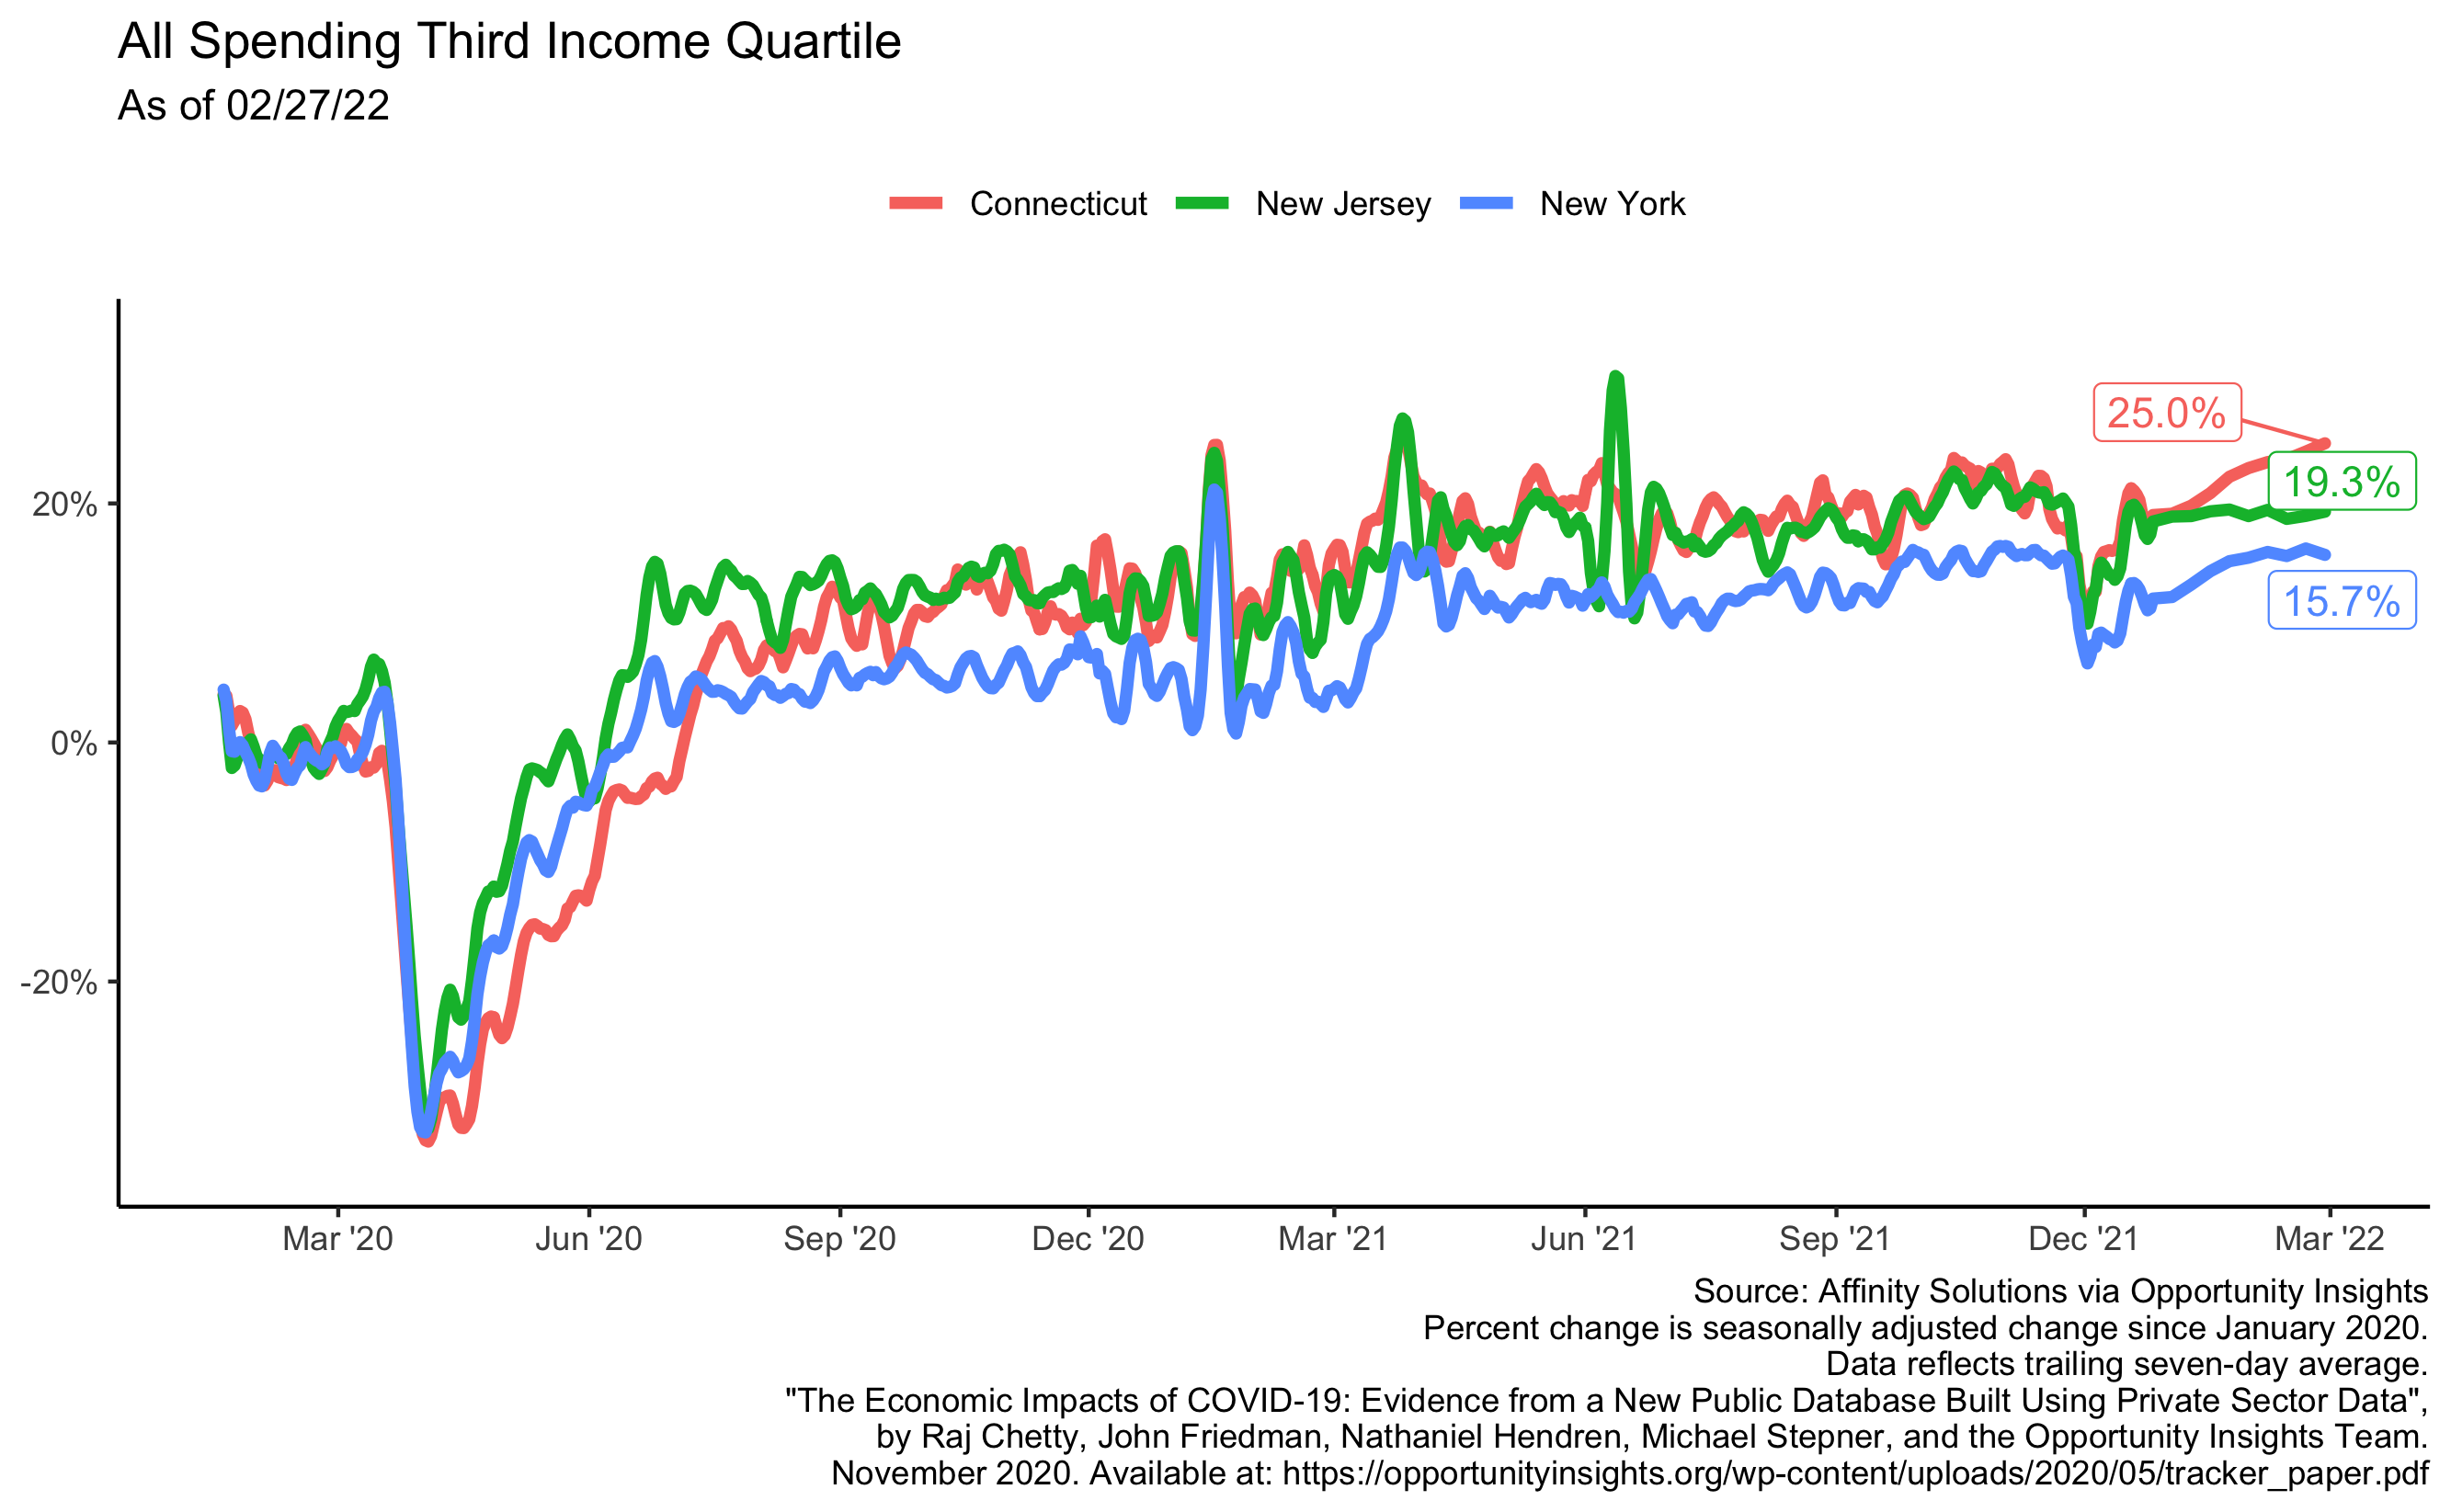 All Spending Third Income Quartile
As of 02/27/22
Connecticut New Jersey New York
25.0%
19.3%
15.7%
20%
0%
-20%
Mar '20 Jun '20 Sep '20 Dec '20 Mar '21 Jun '21 Sep '21 Dec '21 Mar '22
Source: Affinity Solutions via Opportunity Insights
Percent change is seasonally adjusted change since January 2020.
Data reflects trailing seven-day average.
"The Economic Impacts of COVID-19: Evidence from a New Public Database Built Using Private Sector Data",
by Raj Chetty, John Friedman, Nathaniel Hendren, Michael Stepner, and the Opportunity Insights Team.
November 2020. Available at: https://opportunityinsights.org/wp-content/uploads/2020/05/tracker_paper.pdf